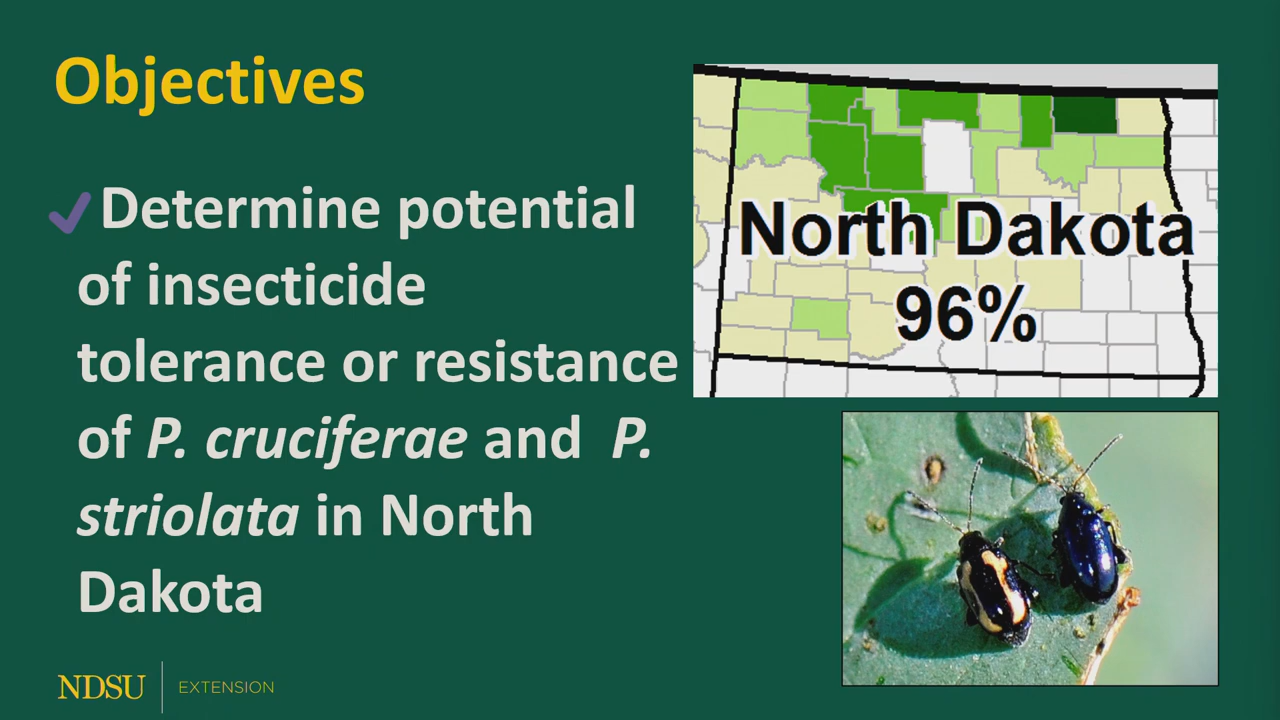 Objectives
Determine potential
of insecticide
tolerance or resistance
of P. cruciferae and P.
striolata in North
Dakota
North Dakota
96%
NDSU EXTENSION